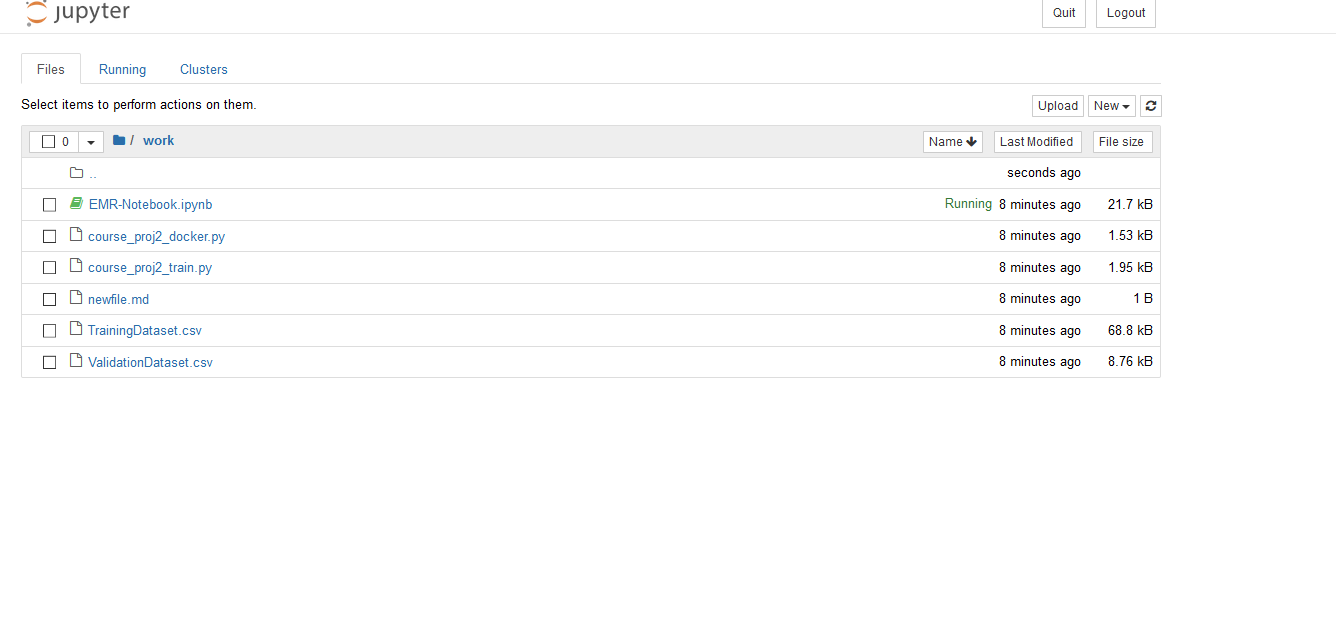 jupyter
Quit Logout
Files Running Clusters
Select items to perform actions on them.
Upload New
0 / work Name Last Modified File size
.. seconds ago
EMR-Notebook.ipynb Running 8 minutes ago 21.7 kB
course_proj2_docker.py 8 minutes ago 1.53 kB
course_proj2_train.py 8 minutes ago 1.95 kB
newfile.md 8 minutes ago 1 B
TrainingDataset.csv 8 minutes ago 68.8 kB
ValidationDataset.csv 8 minutes ago 8.76 kB